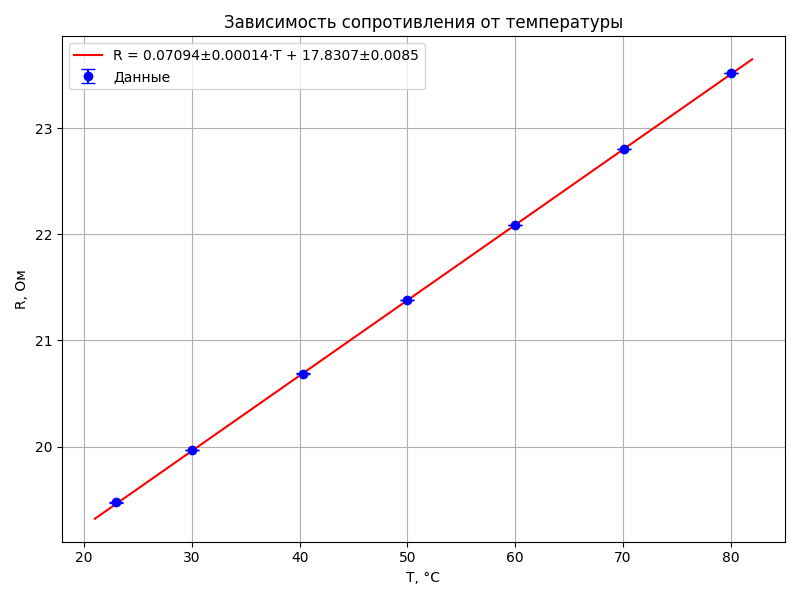 Зависимость сопротивления от температуры
R = 0.07094±0.00014·T + 17.8307±0.0085
Данные
23
22
21
20
R, Ом
20 30 40 50 60 70 80
T, °C